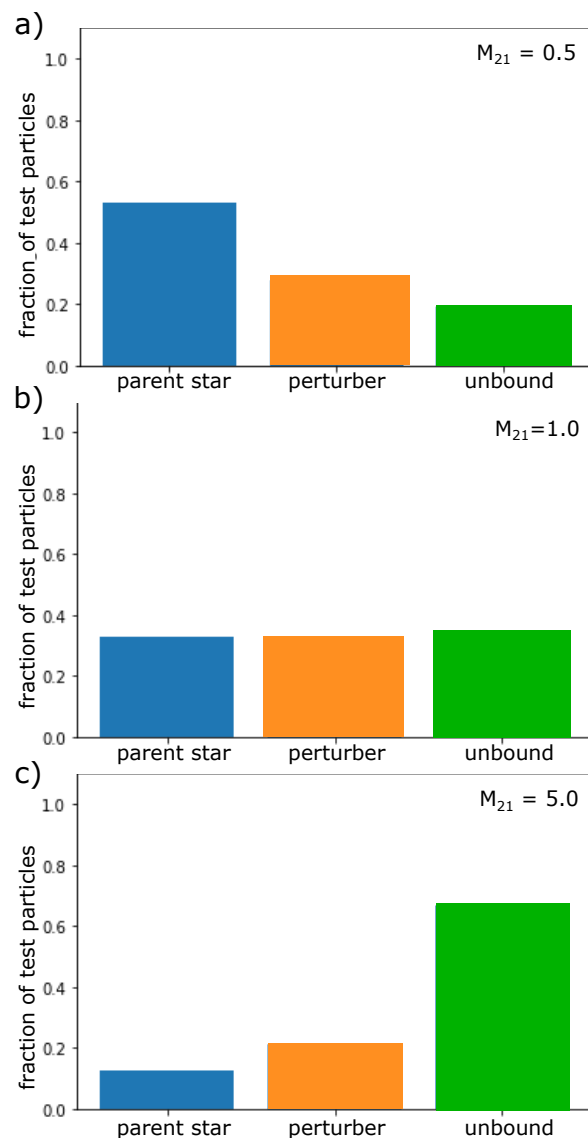 a)
M₂₁ = 0.5
1.0
0.8
0.6
0.4
0.2
0.0
fraction_of test particles
parent star perturber unbound
b)
M₂₁=1.0
1.0
0.8
0.6
0.4
0.2
0.0
fraction of test particles
parent star perturber unbound
c)
M₂₁ = 5.0
1.0
0.8
0.6
0.4
0.2
0.0
fraction of test particles
parent star perturber unbound